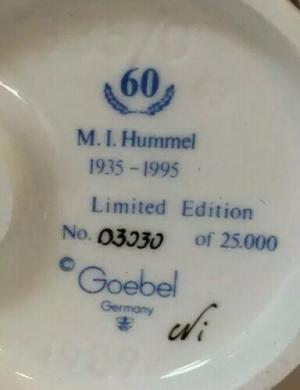 60
M. I. Hummel
1935 - 1995
Limited Edition
No. 03030 of 25.000
© Goebel
Germany